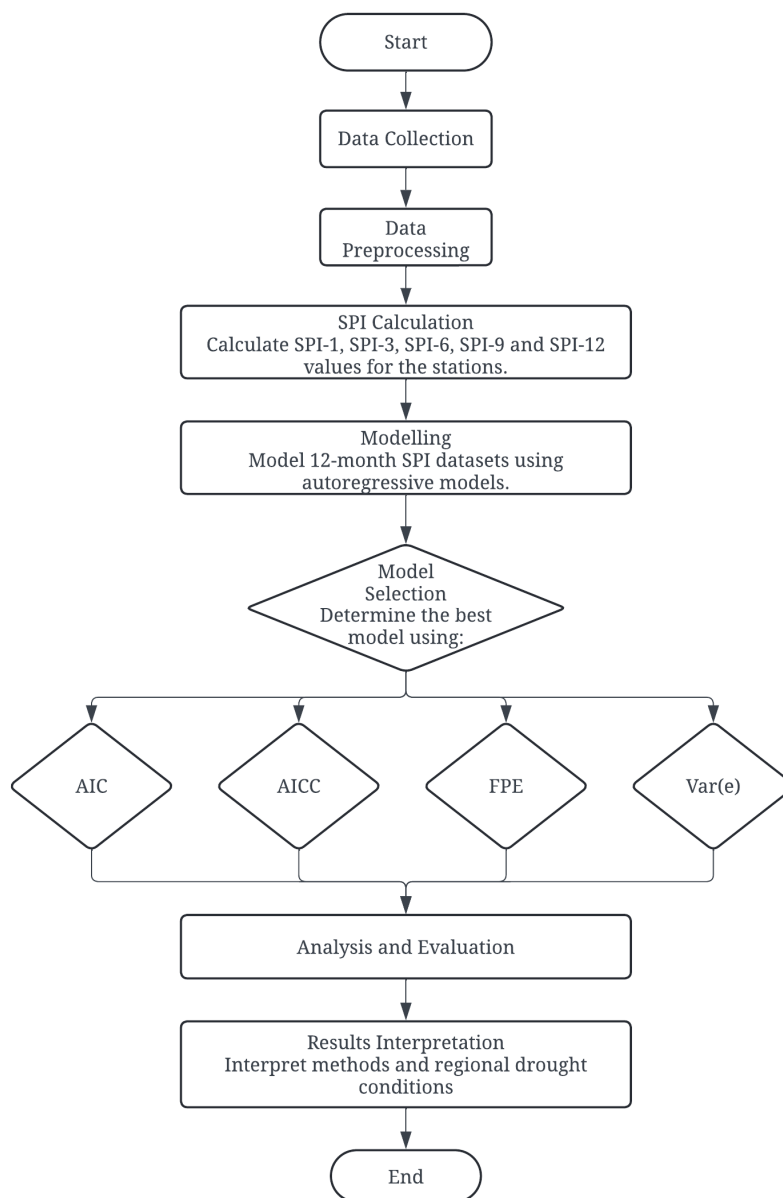 Start
Data Collection
Data
Preprocessing
SPI Calculation
Calculate SPI-1, SPI-3, SPI-6, SPI-9 and SPI-12
values for the stations.
Modelling
Model 12-month SPI datasets using
autoregressive models.
Model
Selection
Determine the best
model using:
AIC
AICC
FPE
Var(e)
Analysis and Evaluation
Results Interpretation
Interpret methods and regional drought
conditions
End